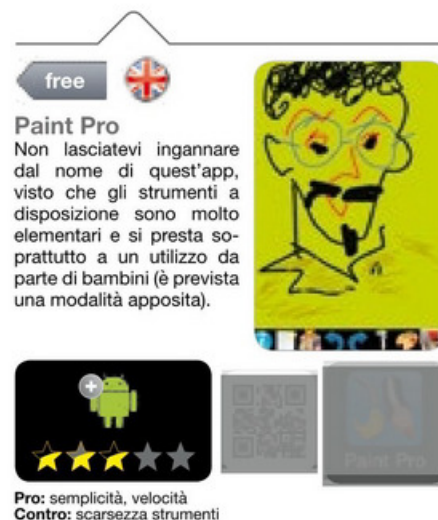 free
Paint Pro
Non lasciatevi ingannare
dal nome di quest'app,
visto che gli strumenti a
disposizione sono molto
elementari e si presta so-
prattutto a un utilizzo da
parte di bambini (è prevista
una modalità apposita).
Paint Pro
Pro: semplicità, velocità
Contro: scarsezza strumenti